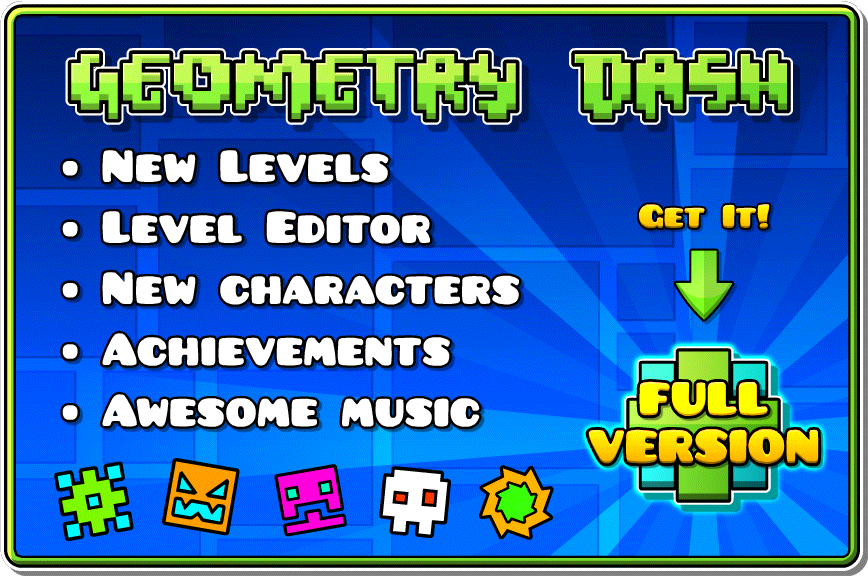 GEOMETRY DASH
• New Levels
• Level Editor
• New characters
• Achievements
• Awesome music
Get It!
FULL
VERSION